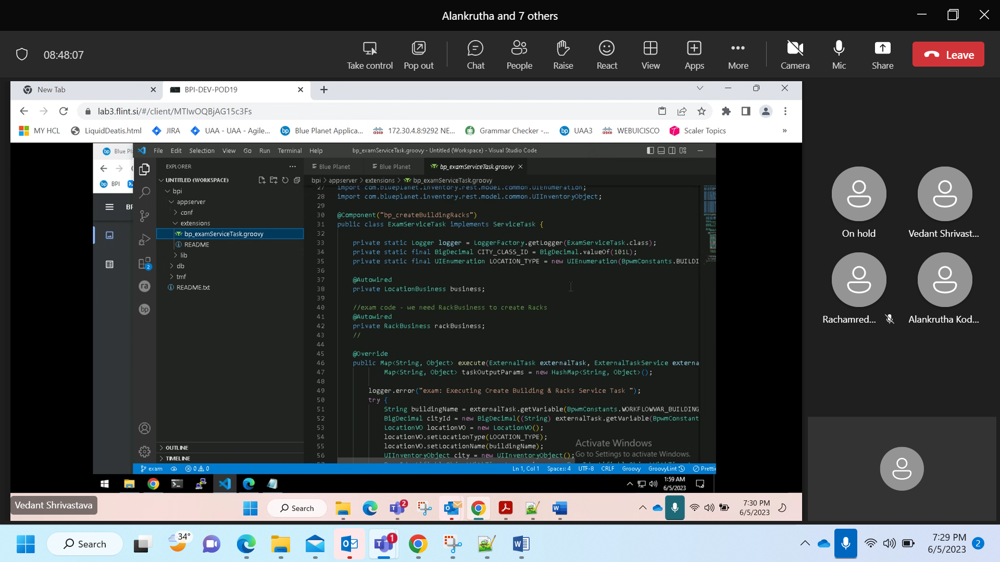 Alankrutha and 7 others
08:48:07
Take control
Pop out
Chat
People
Raise
React
View
Apps
More
Camera
Mic
Share
Leave
New Tab
BPI-DEV-POD19
lab3.flint.si/#/client/MTIwOQBjAG15c3Fs
MY HCL
LiquidDeatis.html
JIRA
UAA - UAA - Agile...
Blue Planet Applica...
172.30.4.8:9292 NE...
Grammar Checker -...
UAA3
WEBUICISCO
Scaler Topics
»
Blue Pl
File Edit Selection View Go Run Terminal Help
bp_examServiceTask.groovy - Untitled (Workspace) - Visual Studio Code
EXPLORER
Blue Planet
Blue Planet
bp_examServiceTask.groovy
UNTITLED (WORKSPACE)
bpi > appserver > extensions > bp_examServiceTask.groovy
BPI
bpi
appserver
conf
extensions
bp_examServiceTask.groovy
README
lib
db
tmf
README.txt
27 import com.blueplanet.inventory.rest.model.common.UIEnumeration;
28 import com.blueplanet.inventory.rest.model.common.UIInventoryObject;
29
30 @Component("bp_createBuildingRacks")
31 public class ExamServiceTask implements ServiceTask {
32
33 private static Logger logger = LoggerFactory.getLogger(ExamServiceTask.class);
34 private static final BigDecimal CITY_CLASS_ID = BigDecimal.valueOf(101L);
35 private static final UIEnumeration LOCATION_TYPE = new UIEnumeration(BpwmConstants.BUILDI
36
37 @Autowired
38 private LocationBusiness business;
39
40 //exam code - we need RackBusiness to create Racks
41 @Autowired
42 private RackBusiness rackBusiness;
43 //
44
45 @Override
46 public Map<String, Object> execute(ExternalTask externalTask, ExternalTaskService externa
47 Map<String, Object> taskOutputParams = new HashMap<String, Object>();
48
49 logger.error("exam: Executing Create Building & Racks Service Task ");
50 try {
51 String buildingName = externalTask.getVariable(BpwmConstants.WORKFLOWVAR_BUILDING
52 BigDecimal cityId = new BigDecimal((String) externalTask.getVariable(BpwmConstant
53 LocationVO locationVO = new LocationVO();
54 locationVO.setLocationType(LOCATION_TYPE);
55 locationVO.setLocationName(buildingName);
56 UIInventoryObject city = new UIInventoryObject();
Activate Windows
Go to Settings to activate Windows.
OUTLINE
TIMELINE
exam
0 0
Ln 1, Col 1 Spaces: 4 UTF-8 CRLF Groovy GroovyLint Pretti
1:59 AM
6/5/2023
On hold
Vedant Shrivast...
Rachamred...
Alankrutha Kod...
Vedant Shrivastava
Search
2
7:30 PM
6/5/2023
Search
34°
1
7:29 PM
6/5/2023
2